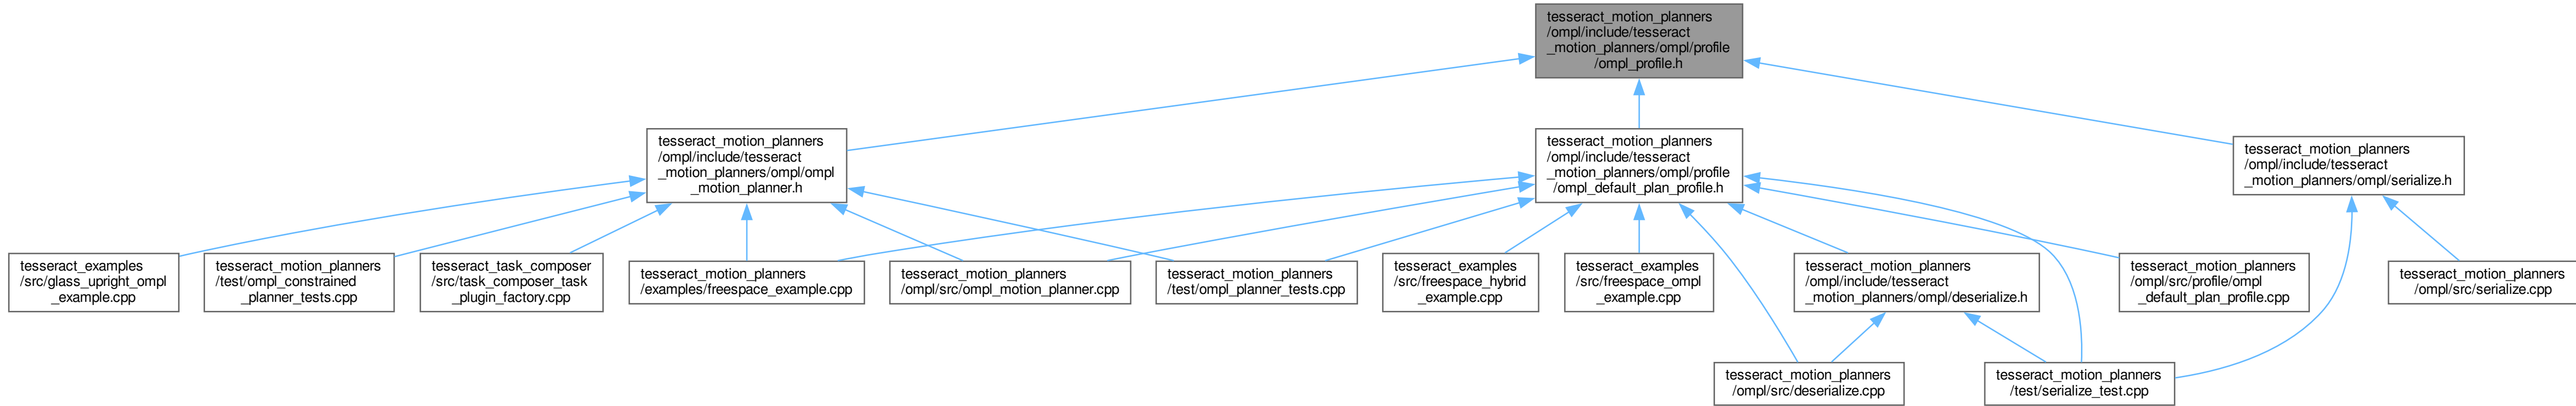 tesseract_motion_planners
/ompl/include/tesseract
_motion_planners/ompl/profile
/ompl_profile.h
tesseract_motion_planners
/ompl/include/tesseract
_motion_planners/ompl/ompl
_motion_planner.h
tesseract_motion_planners
/ompl/include/tesseract
_motion_planners/ompl/profile
/ompl_default_plan_profile.h
tesseract_motion_planners
/ompl/include/tesseract
_motion_planners/ompl/serialize.h
tesseract_examples
/src/glass_upright_ompl
_example.cpp
tesseract_motion_planners
/test/ompl_constrained
_planner_tests.cpp
tesseract_task_composer
/src/task_composer_task
_plugin_factory.cpp
tesseract_motion_planners
/examples/freespace_example.cpp
tesseract_motion_planners
/ompl/src/ompl_motion_planner.cpp
tesseract_motion_planners
/test/ompl_planner_tests.cpp
tesseract_examples
/src/freespace_hybrid
_example.cpp
tesseract_examples
/src/freespace_ompl
_example.cpp
tesseract_motion_planners
/ompl/include/tesseract
_motion_planners/ompl/deserialize.h
tesseract_motion_planners
/ompl/src/profile/ompl
_default_plan_profile.cpp
tesseract_motion_planners
/ompl/src/serialize.cpp
tesseract_motion_planners
/ompl/src/deserialize.cpp
tesseract_motion_planners
/test/serialize_test.cpp